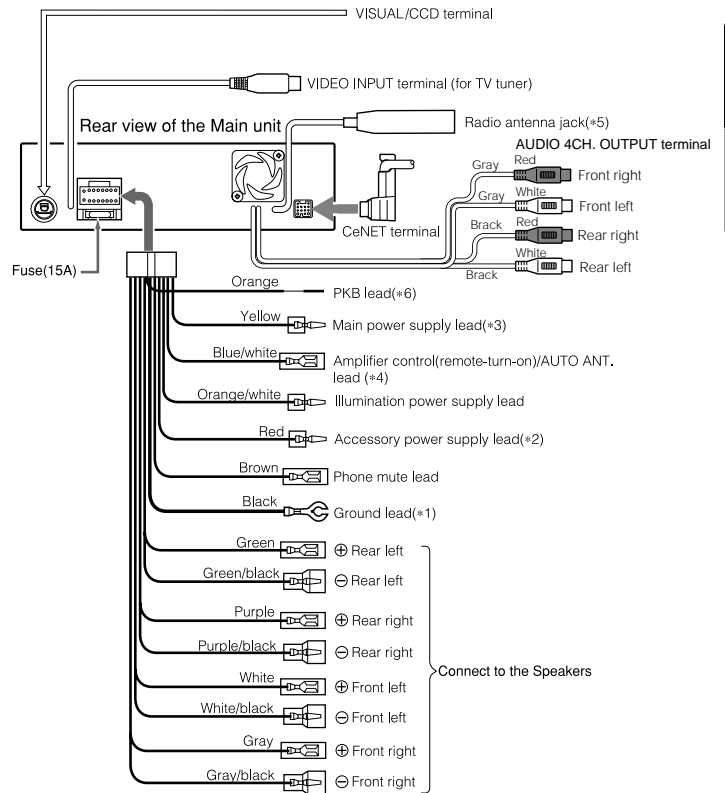 VISUAL/CCD terminal
VIDEO INPUT terminal (for TV tuner)
Rear view of the Main unit
Radio antenna jack(∗5)
AUDIO 4CH. OUTPUT terminal
Gray
Red
Front right
Gray
White
Front left
Brack
Red
Rear right
White
Brack
Rear left
CeNET terminal
Fuse(15A)
Orange
PKB lead(∗6)
Yellow
Main power supply lead(∗3)
Blue/white
Amplifier control(remote-turn-on)/AUTO ANT.
lead (∗4)
Orange/white
Illumination power supply lead
Red
Accessory power supply lead(∗2)
Brown
Phone mute lead
Black
Ground lead(∗1)
Green
⊕ Rear left
Green/black
⊖ Rear left
Purple
⊕ Rear right
Purple/black
⊖ Rear right
Connect to the Speakers
White
⊕ Front left
White/black
⊖ Front left
Gray
⊕ Front right
Gray/black
⊖ Front right